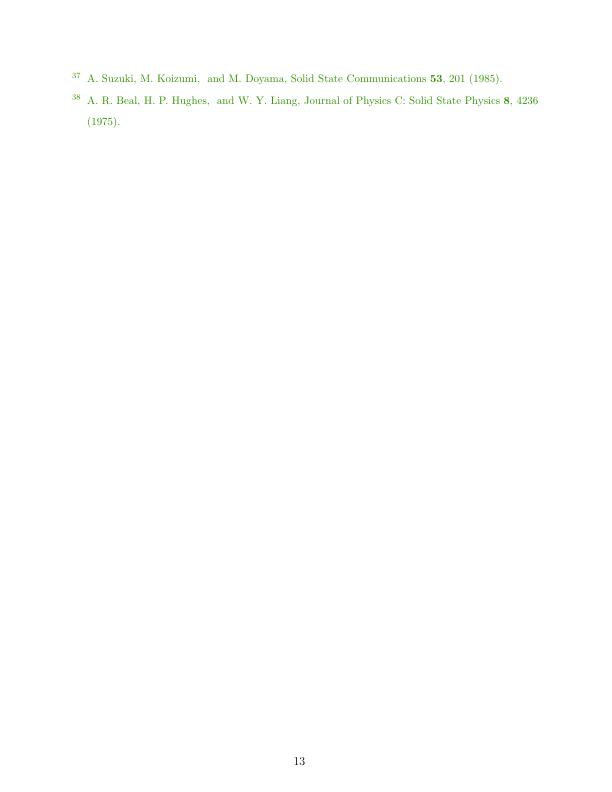 37 A. Suzuki, M. Koizumi, and M. Doyama, Solid State Communications 53, 201 (1985).
38 A. R. Beal, H. P. Hughes, and W. Y. Liang, Journal of Physics C: Solid State Physics 8, 4236
(1975).
13